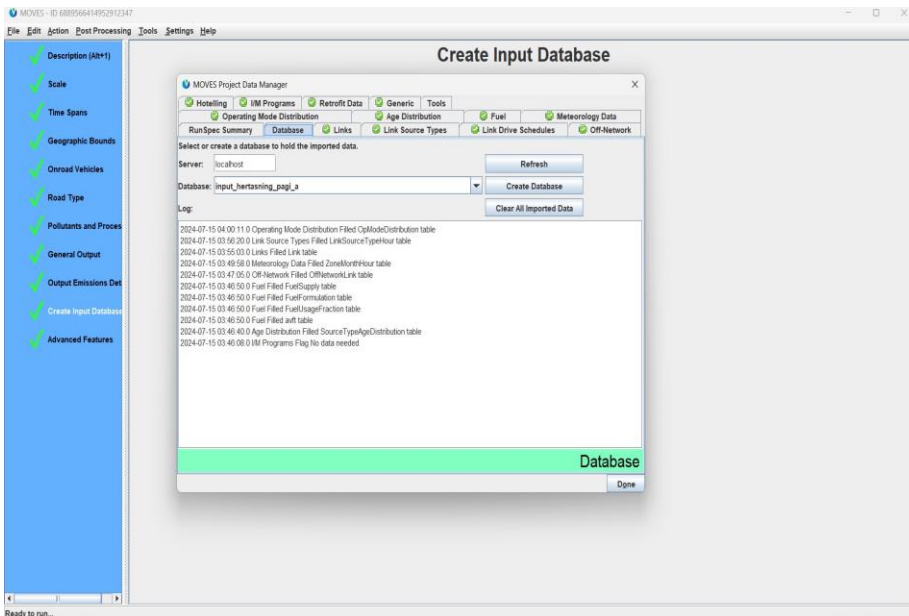 MOVES - ID 6889566414952912347
File Edit Action Post Processing Tools Settings Help
Description (Alt+1)
Scale
Time Spans
Geographic Bounds
Onroad Vehicles
Road Type
Pollutants and Proces
General Output
Output Emissions Det
Create Input Database
Advanced Features
Create Input Database
MOVES Project Data Manager
Hotelling I/M Programs Retrofit Data Generic Tools
Operating Mode Distribution Age Distribution Fuel Meteorology Data
RunSpec Summary Database Links Link Source Types Link Drive Schedules Off-Network
Select or create a database to hold the imported data.
Server: localhost Refresh
Database: input_hertasning_pagi_a Create Database
Log: Clear All Imported Data
2024-07-15 04:00:11.0 Operating Mode Distribution Filled OpModeDistribution table
2024-07-15 03:56:20.0 Link Source Types Filled LinkSourceTypeHour table
2024-07-15 03:55:03.0 Links Filled Link table
2024-07-15 03:49:58.0 Meteorology Data Filled ZoneMonthHour table
2024-07-15 03:47:05.0 Off-Network Filled OffNetworkLink table
2024-07-15 03:46:50.0 Fuel Filled FuelSupply table
2024-07-15 03:46:50.0 Fuel Filled FuelFormulation table
2024-07-15 03:46:50.0 Fuel Filled FuelUsageFraction table
2024-07-15 03:46:50.0 Fuel Filled avft table
2024-07-15 03:46:40.0 Age Distribution Filled SourceTypeAgeDistribution table
2024-07-15 03:46:08.0 I/M Programs Flag No data needed
Database
Done
Ready to run...